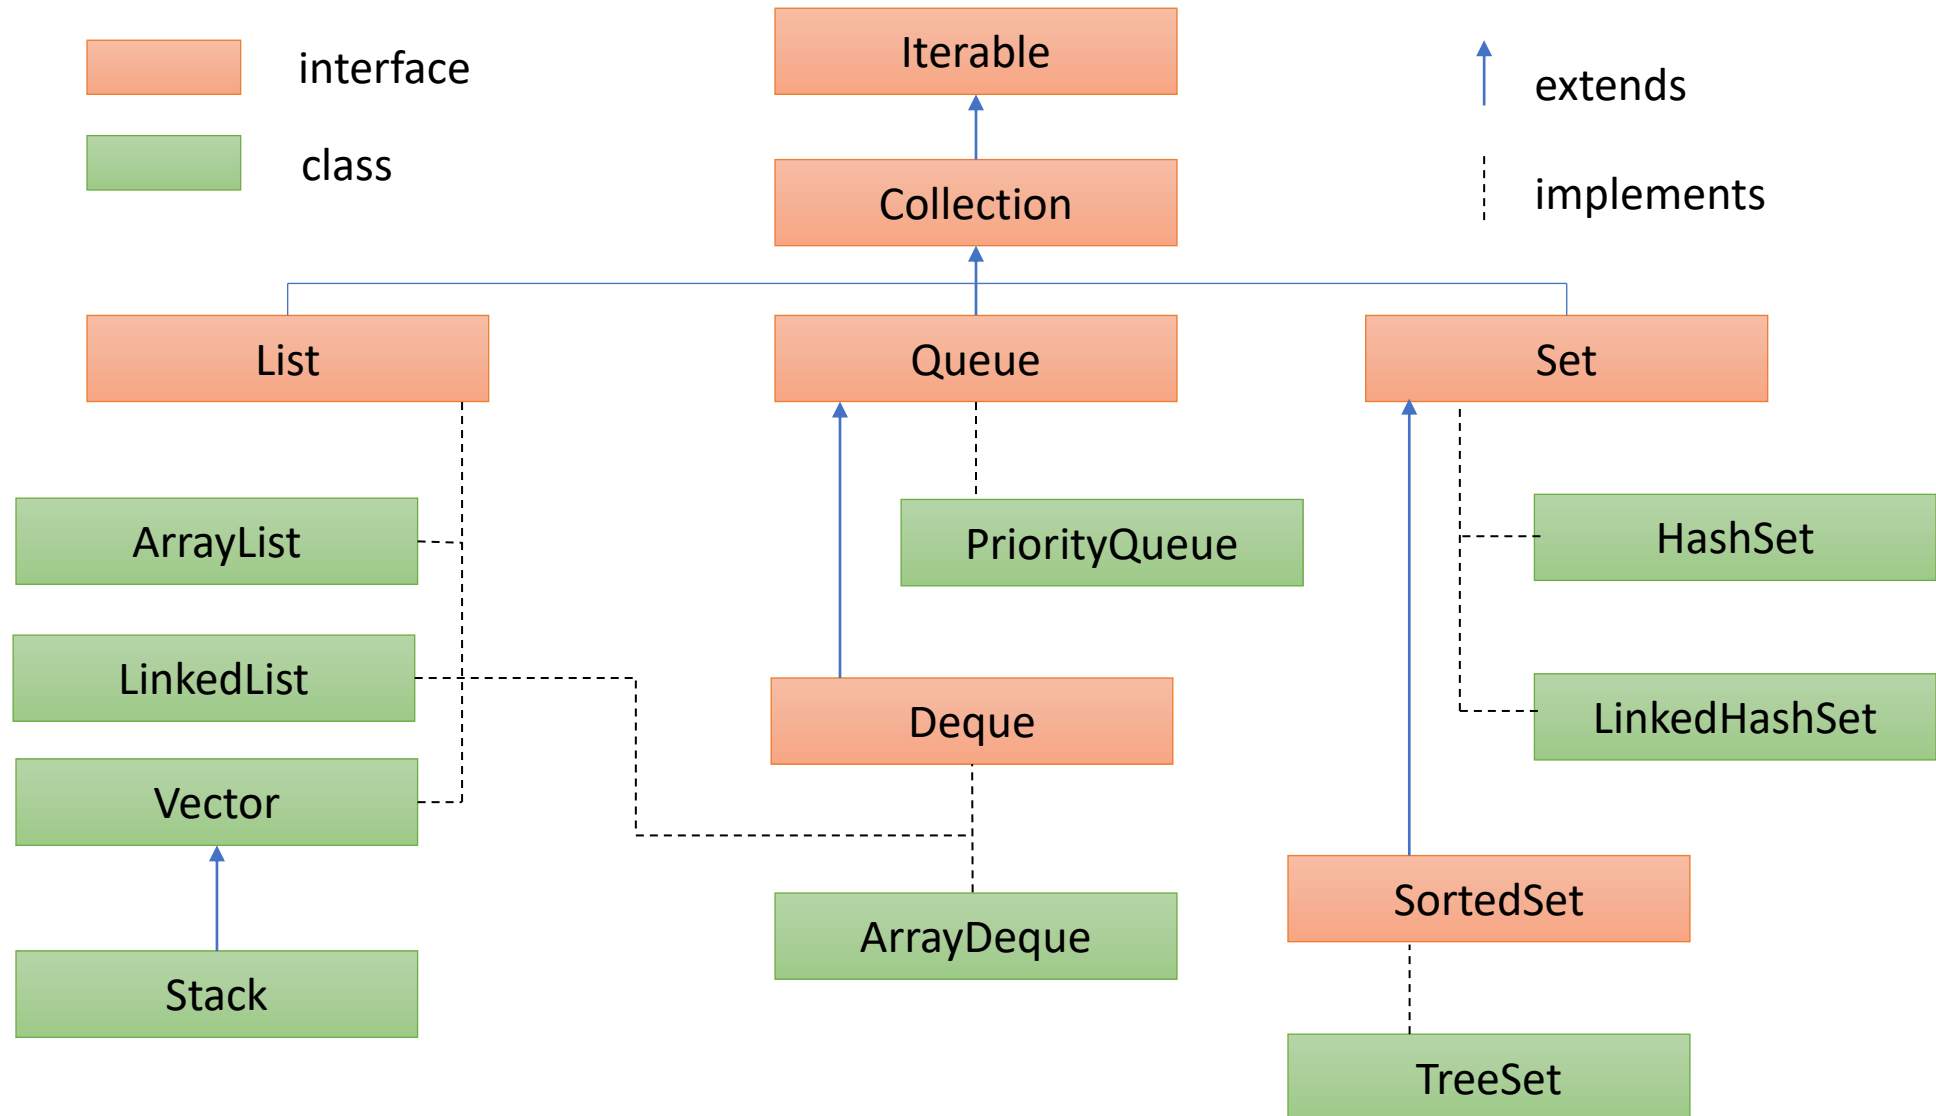 interface
class
Iterable
extends
implements
Collection
List
Queue
Set
ArrayList
PriorityQueue
HashSet
LinkedList
Deque
LinkedHashSet
Vector
ArrayDeque
SortedSet
Stack
TreeSet